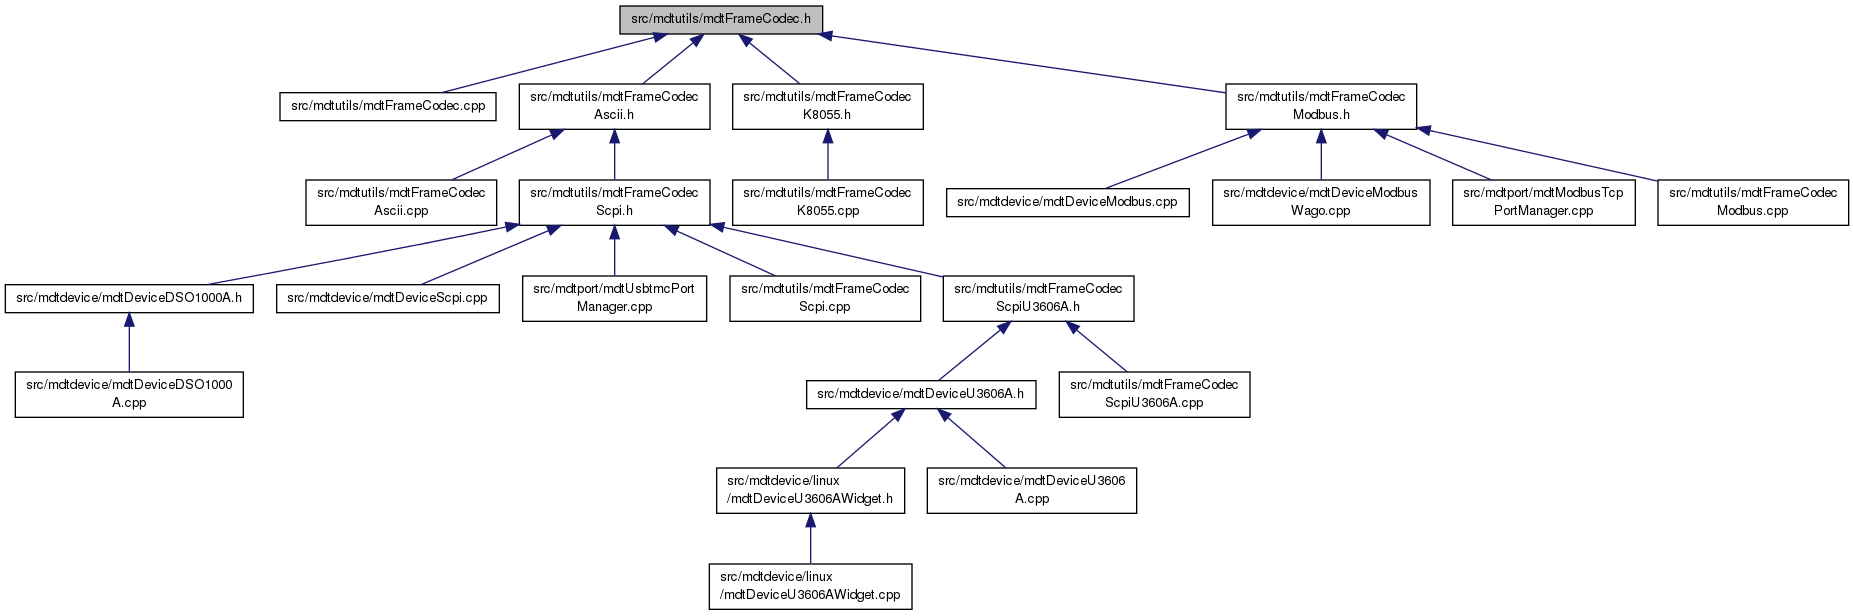 src/mdtutils/mdtFrameCodec.h
src/mdtutils/mdtFrameCodec.cpp
src/mdtutils/mdtFrameCodec
Ascii.h
src/mdtutils/mdtFrameCodec
K8055.h
src/mdtutils/mdtFrameCodec
Modbus.h
src/mdtutils/mdtFrameCodec
Ascii.cpp
src/mdtutils/mdtFrameCodec
Scpi.h
src/mdtutils/mdtFrameCodec
K8055.cpp
src/mdtdevice/mdtDeviceModbus.cpp
src/mdtdevice/mdtDeviceModbus
Wago.cpp
src/mdtport/mdtModbusTcp
PortManager.cpp
src/mdtutils/mdtFrameCodec
Modbus.cpp
src/mdtdevice/mdtDeviceDSO1000A.h
src/mdtdevice/mdtDeviceScpi.cpp
src/mdtport/mdtUsbtmcPort
Manager.cpp
src/mdtutils/mdtFrameCodec
Scpi.cpp
src/mdtutils/mdtFrameCodec
ScpiU3606A.h
src/mdtdevice/mdtDeviceDSO1000
A.cpp
src/mdtdevice/mdtDeviceU3606A.h
src/mdtutils/mdtFrameCodec
ScpiU3606A.cpp
src/mdtdevice/linux
/mdtDeviceU3606AWidget.h
src/mdtdevice/mdtDeviceU3606
A.cpp
src/mdtdevice/linux
/mdtDeviceU3606AWidget.cpp